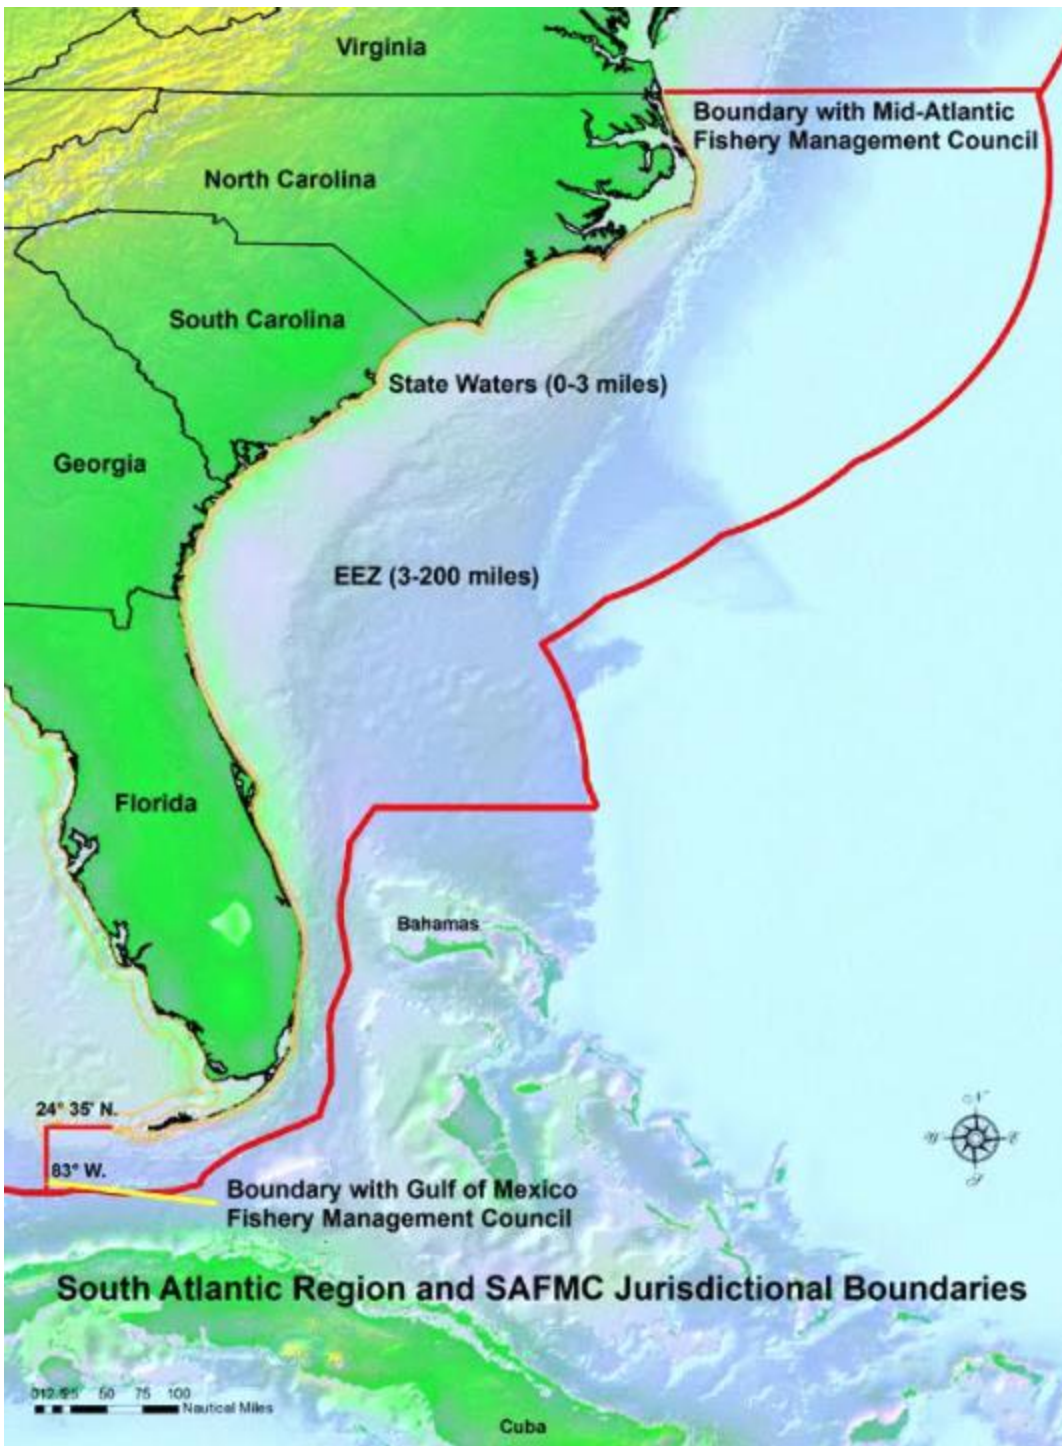 Virginia
Boundary with Mid-Atlantic
Fishery Management Council
North Carolina
South Carolina
State Waters (0-3 miles)
Georgia
EEZ (3-200 miles)
Florida
Bahamas
24° 35' N.
N
W E
S
83° W.
Boundary with Gulf of Mexico
Fishery Management Council
South Atlantic Region and SAFMC Jurisdictional Boundaries
50 75 100
Nautical Miles
Cuba